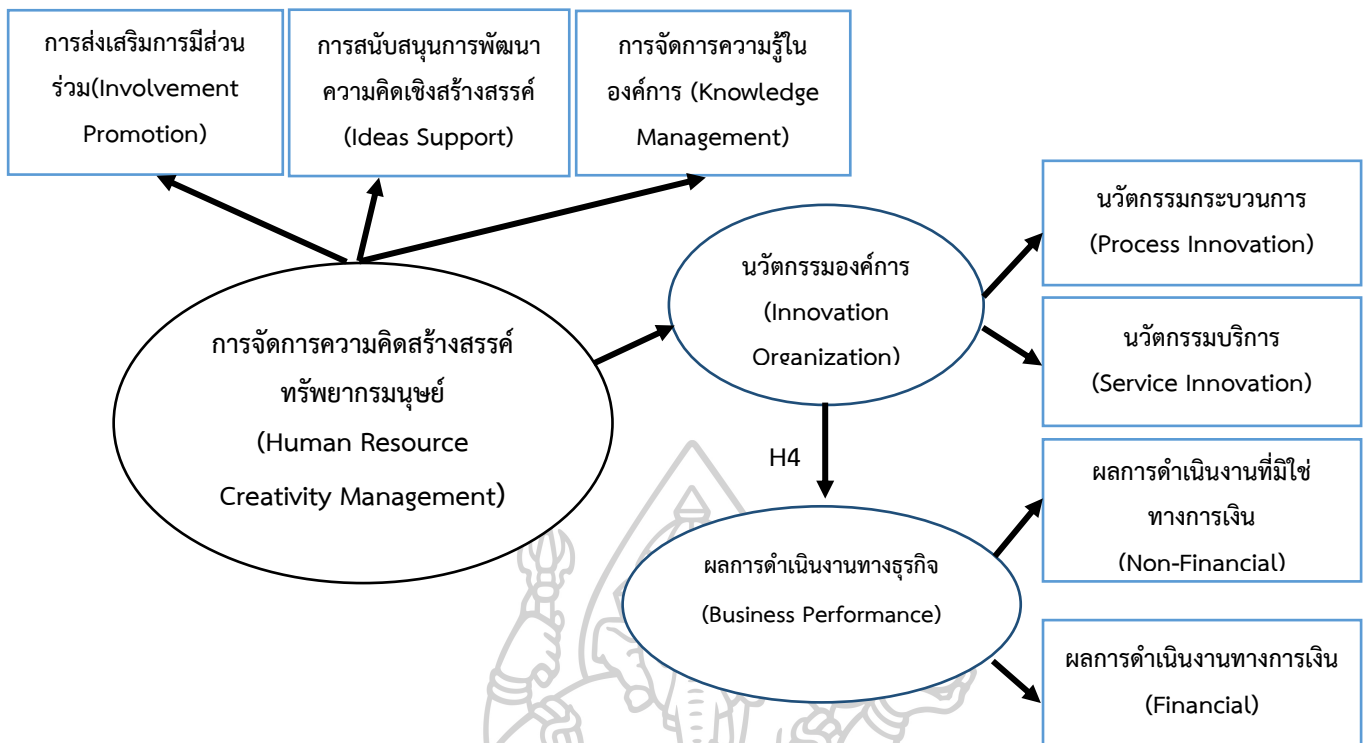 การส่งเสริมการมีส่วน
ร่วม(Involvement
Promotion)
การสนับสนุนการพัฒนา
ความคิดเชิงสร้างสรรค์
(Ideas Support)
การจัดการความรู้ใน
องค์การ (Knowledge
Management)
นวัตกรรมกระบวนการ
(Process Innovation)
นวัตกรรมองค์การ
(Innovation
Organization)
นวัตกรรมบริการ
(Service Innovation)
การจัดการความคิดสร้างสรรค์
ทรัพยากรมนุษย์
(Human Resource
Creativity Management)
H4
ผลการดำเนินงานที่มิใช่
ทางการเงิน
(Non-Financial)
ผลการดำเนินงานทางธุรกิจ
(Business Performance)
ผลการดำเนินงานทางการเงิน
(Financial)